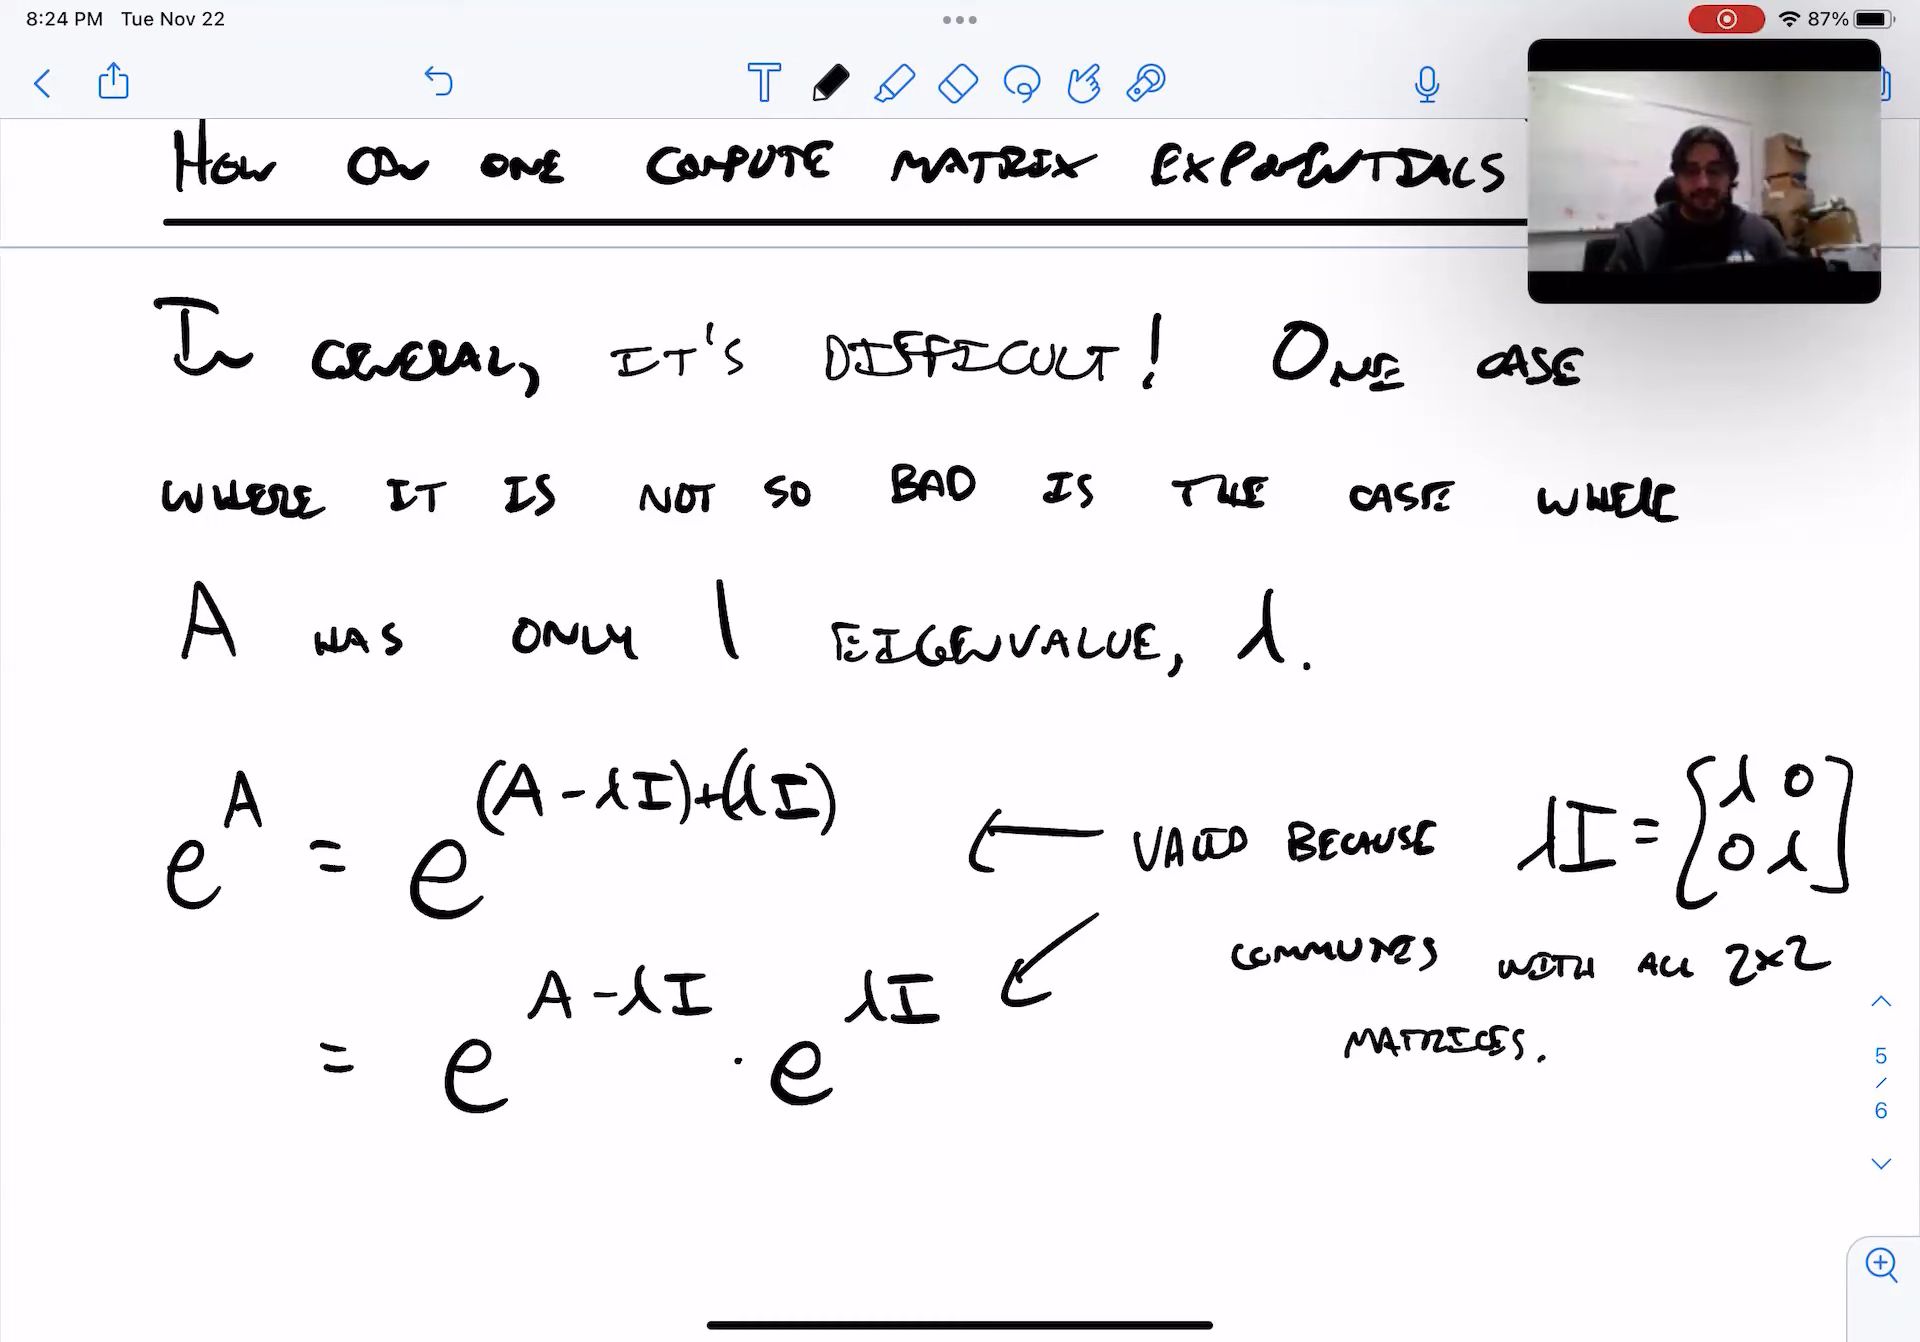 8:24 PM Tue Nov 22
87%
HOW CAN ONE COMPUTE MATRIX EXPONENTIALS
IN GENERAL, IT'S DIFFICULT! ONE CASE
WHERE IT IS NOT SO BAD IS THE CASE WHERE
A HAS ONLY 1 EIGENVALUE, λ.
e^A = e^{(A-λI)+(λI)} ← VALID BECAUSE λI = [λ 0; 0 λ]
COMMUTES WITH ALL 2×2
= e^{A-λI} · e^{λI}
MATRICES.
5
/
6